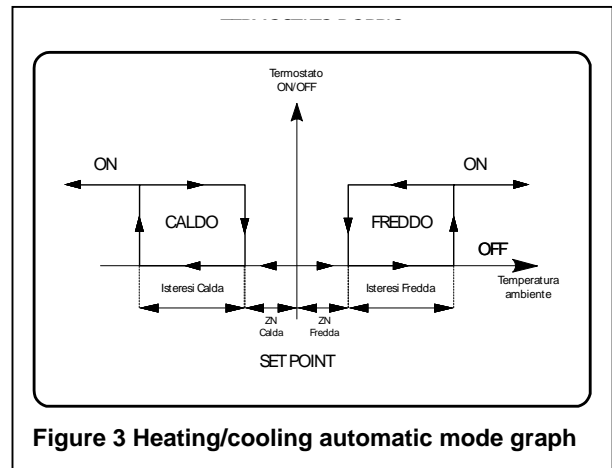 Termostato
ON/OFF
ON
ON
CALDO
FREDDO
OFF
Isteresi Calda
Isteresi Fredda
Temperatura
ambiente
ZN
Calda
ZN
Fredda
SET POINT
Figure 3 Heating/cooling automatic mode graph